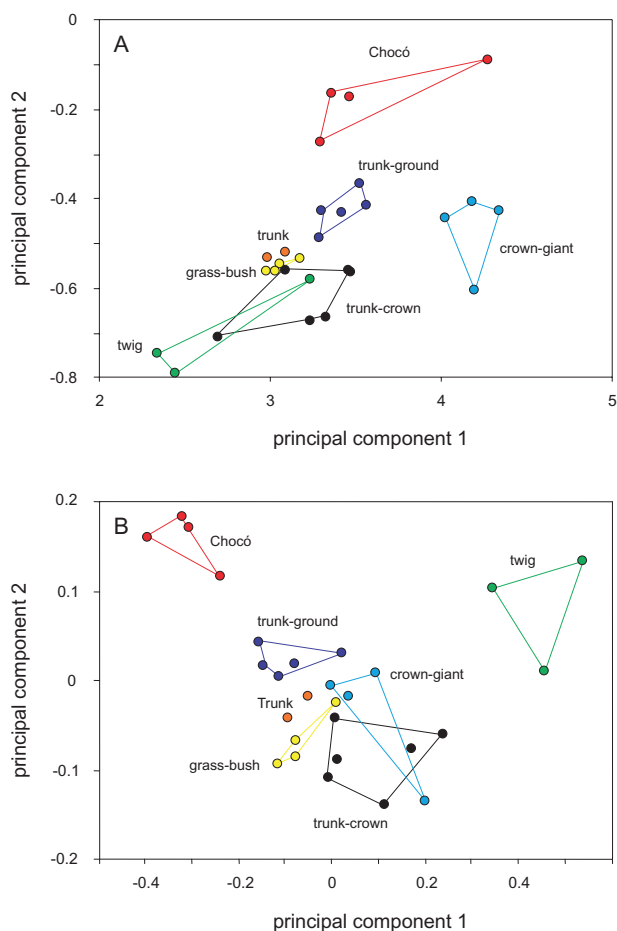 A
0
-0.2
-0.4
-0.6
-0.8
principal component 2
Chocó
trunk-ground
crown-giant
trunk
grass-bush
trunk-crown
twig
2 3 4 5
principal component 1
B
0.2
0.1
0
-0.1
-0.2
principal component 2
Chocó
twig
trunk-ground
crown-giant
Trunk
grass-bush
trunk-crown
-0.4 -0.2 0 0.2 0.4
principal component 1